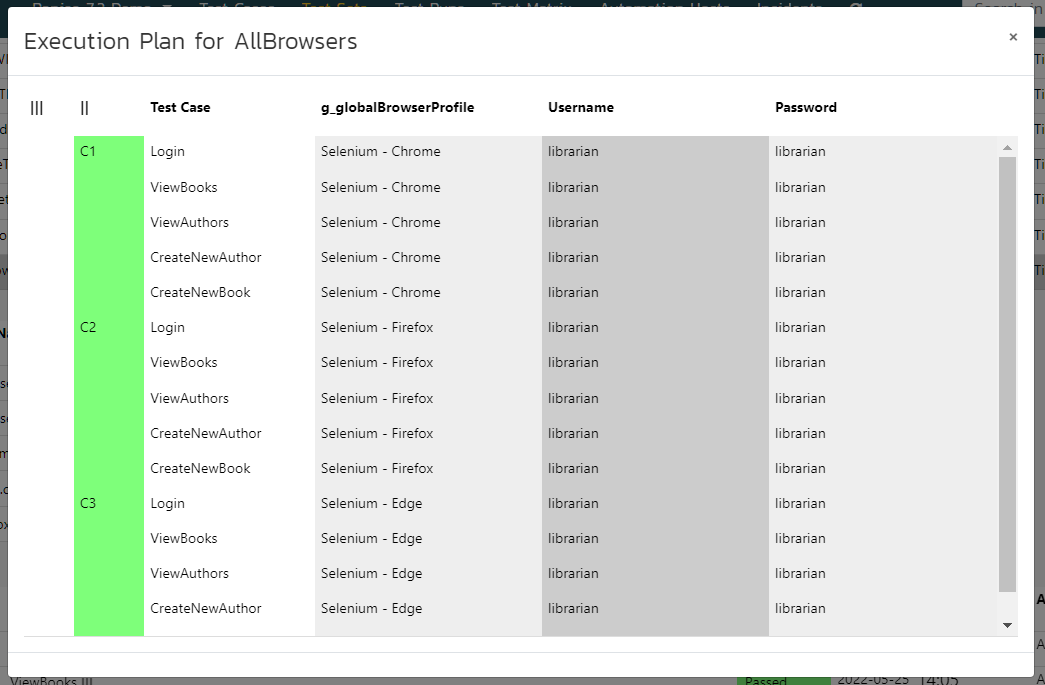 Execution Plan for AllBrowsers ×
||| || Test Case g_globalBrowserProfile Username Password
C1 Login Selenium - Chrome librarian librarian
ViewBooks Selenium - Chrome librarian librarian
ViewAuthors Selenium - Chrome librarian librarian
CreateNewAuthor Selenium - Chrome librarian librarian
CreateNewBook Selenium - Chrome librarian librarian
C2 Login Selenium - Firefox librarian librarian
ViewBooks Selenium - Firefox librarian librarian
ViewAuthors Selenium - Firefox librarian librarian
CreateNewAuthor Selenium - Firefox librarian librarian
CreateNewBook Selenium - Firefox librarian librarian
C3 Login Selenium - Edge librarian librarian
ViewBooks Selenium - Edge librarian librarian
ViewAuthors Selenium - Edge librarian librarian
CreateNewAuthor Selenium - Edge librarian librarian
ViewBooks ||| Passed 2022-05-25 14:05